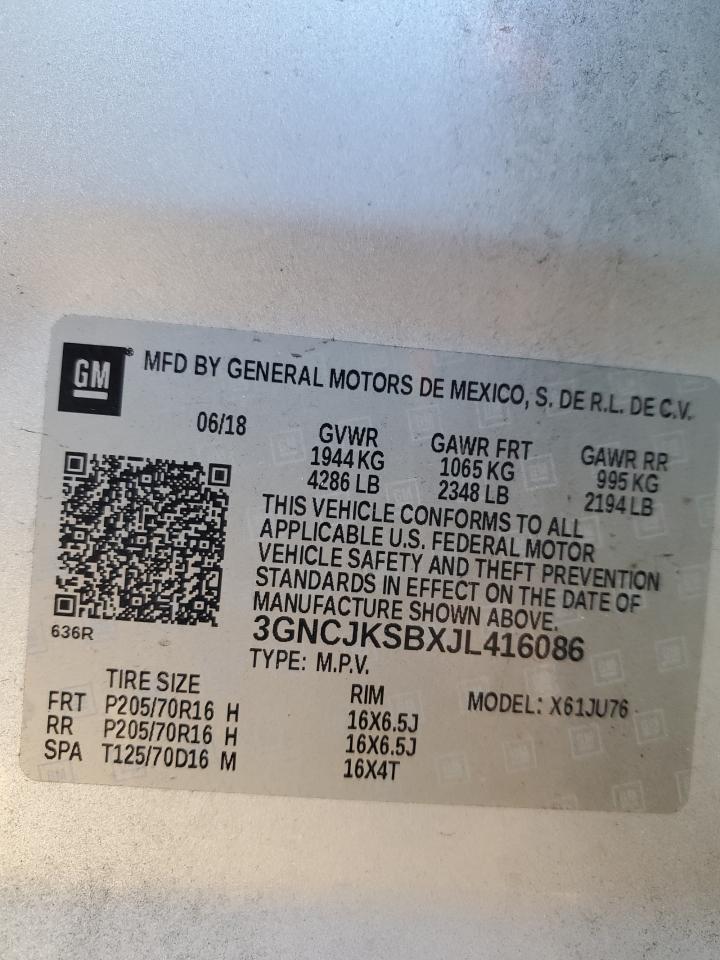 GM
MFD BY GENERAL MOTORS DE MEXICO, S. DE R.L. DE C.V.
06/18 GVWR GAWR FRT GAWR RR
1944 KG 1065 KG 995 KG
4286 LB 2348 LB 2194 LB
THIS VEHICLE CONFORMS TO ALL
APPLICABLE U.S. FEDERAL MOTOR
VEHICLE SAFETY AND THEFT PREVENTION
STANDARDS IN EFFECT ON THE DATE OF
MANUFACTURE SHOWN ABOVE.
636R
3GNCJKSBXJL416086
TYPE: M.P.V.
TIRE SIZE RIM MODEL: X61JU76
FRT P205/70R16 H 16X6.5J
RR P205/70R16 H 16X6.5J
SPA T125/70D16 M 16X4T